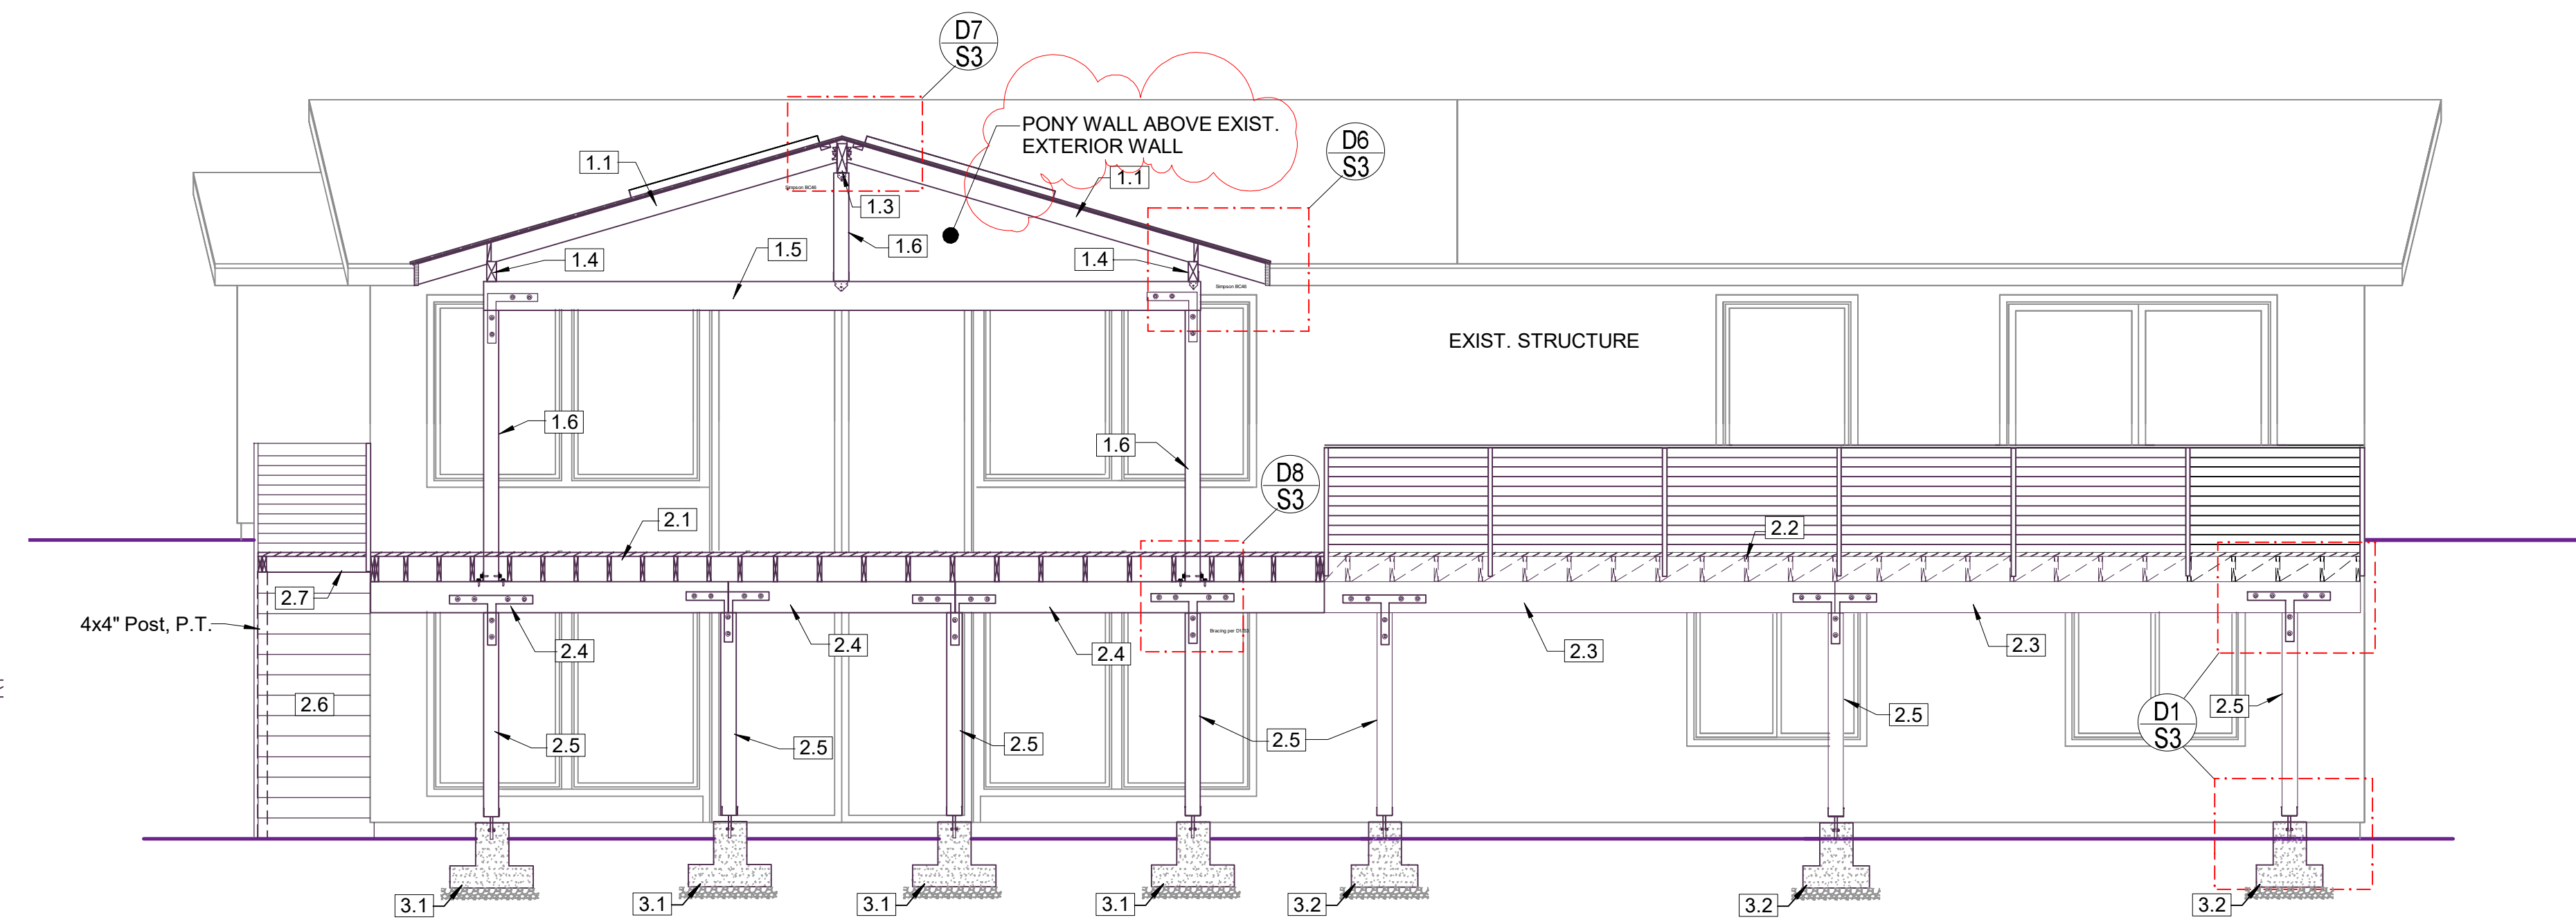 D7
S3
PONY WALL ABOVE EXIST.
EXTERIOR WALL
D6
S3
1.1
1.1
Simpson BC46
1.3
1.6
1.5
1.4
1.4
Simpson BC46
EXIST. STRUCTURE
1.6
1.6
D8
S3
2.1
2.2
2.7
4x4" Post, P.T.
2.4
2.4
2.4
2.3
2.3
2.6
2.5
2.5
2.5
2.5
2.5
2.5
D1
S3
3.1
3.1
3.1
3.1
3.2
3.2
3.2